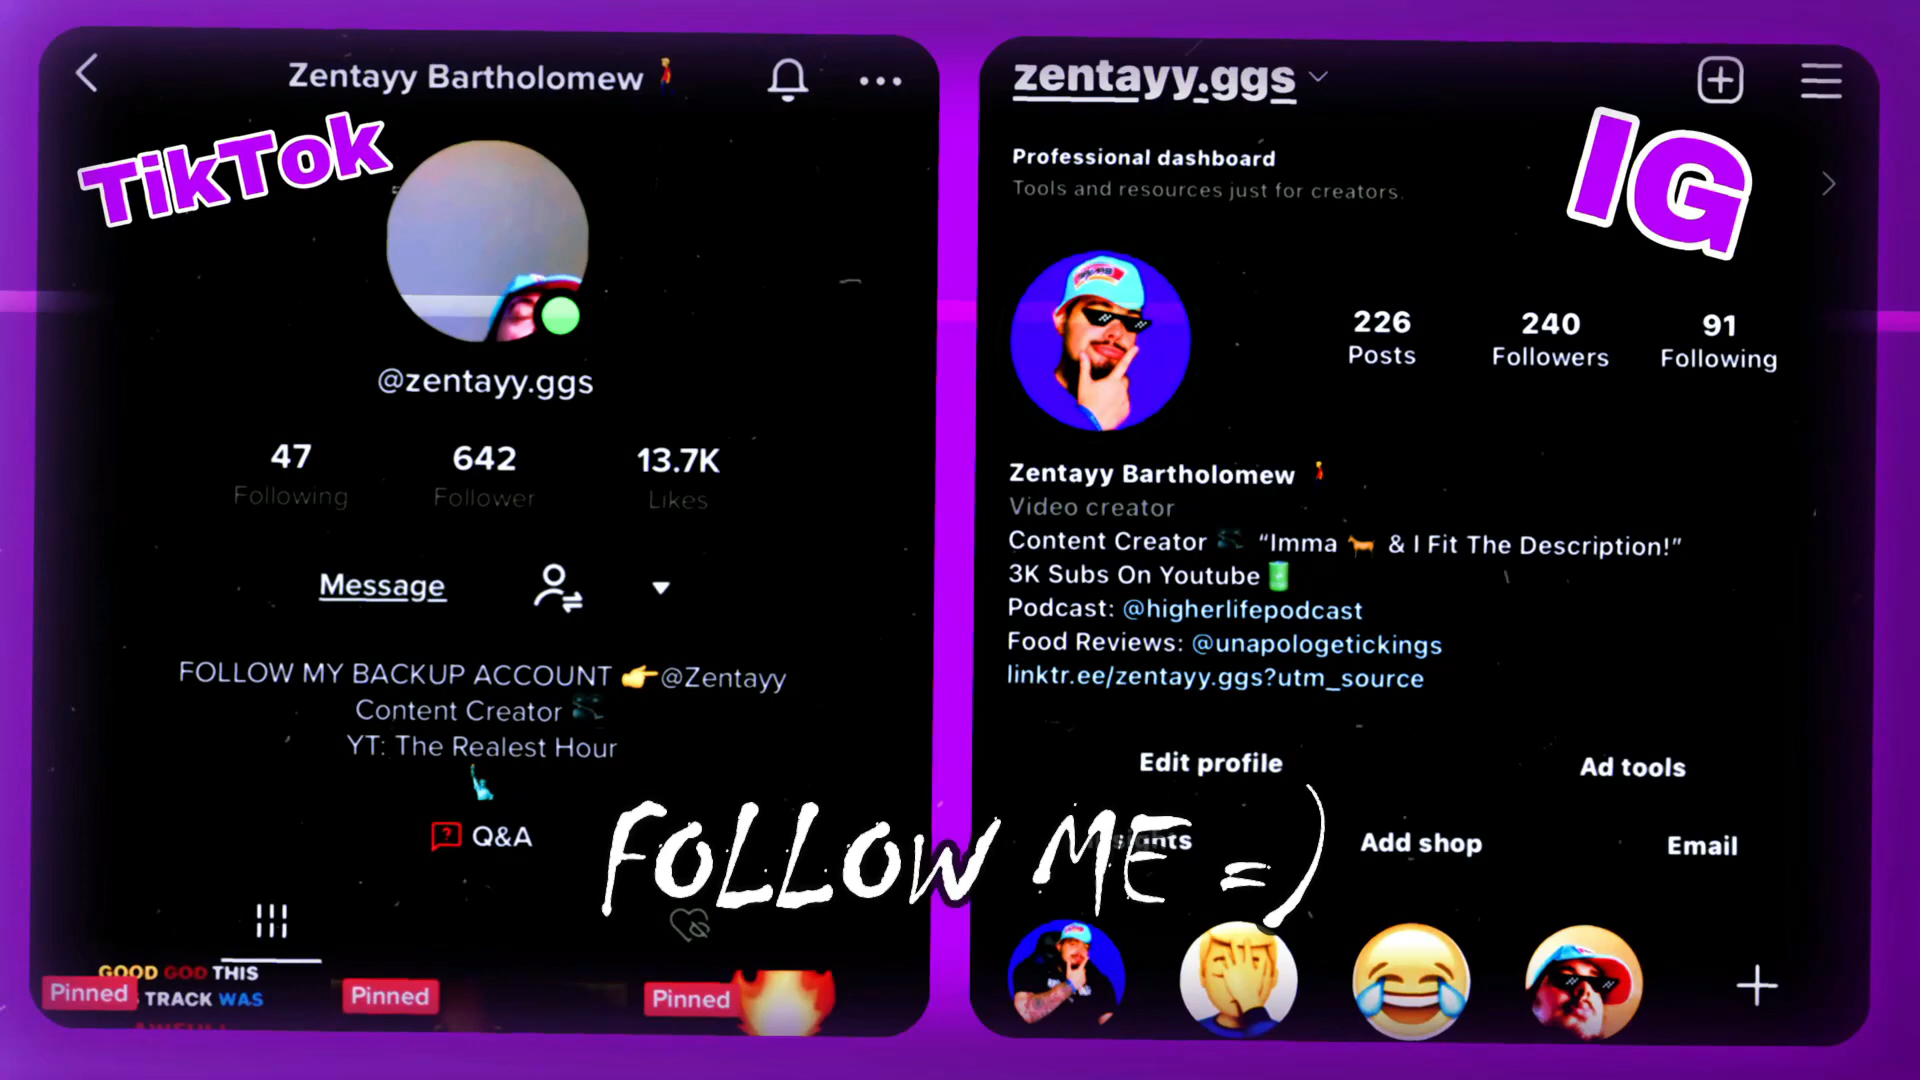 Zentayy Bartholomew
TikTok
@zentayy.ggs
47
Following
642
Follower
13.7K
Likes
Message
FOLLOW MY BACKUP ACCOUNT 👉@Zentayy
Content Creator
YT: The Realest Hour
🗽
Q&A
Pinned
GOOD GOD THIS
TRACK WAS
AWFUL!
Pinned
Pinned
zentayy.ggs
IG
Professional dashboard
Tools and resources just for creators.
226
Posts
240
Followers
91
Following
Zentayy Bartholomew
Video creator
Content Creator “Imma 🐐 & I Fit The Description!”
3K Subs On Youtube 🔋
Podcast: @higherlifepodcast
Food Reviews: @unapologetickings
linktr.ee/zentayy.ggs?utm_source
Edit profile
Ad tools
Add shop
Email
FOLLOW ME =)